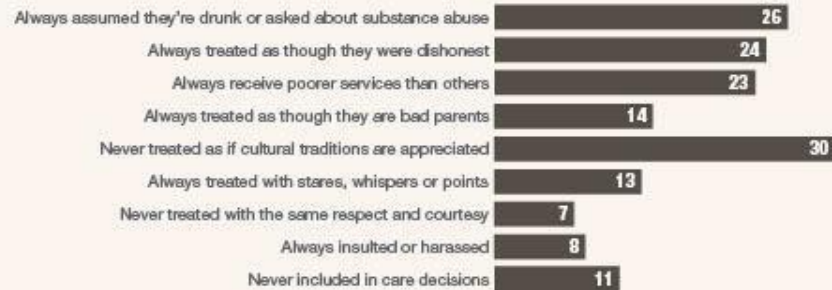 Always assumed they're drunk or asked about substance abuse 26
Always treated as though they were dishonest 24
Always receive poorer services than others 23
Always treated as though they are bad parents 14
Never treated as if cultural traditions are appreciated 30
Always treated with stares, whispers or points 13
Never treated with the same respect and courtesy 7
Always insulted or harassed 8
Never included in care decisions 11